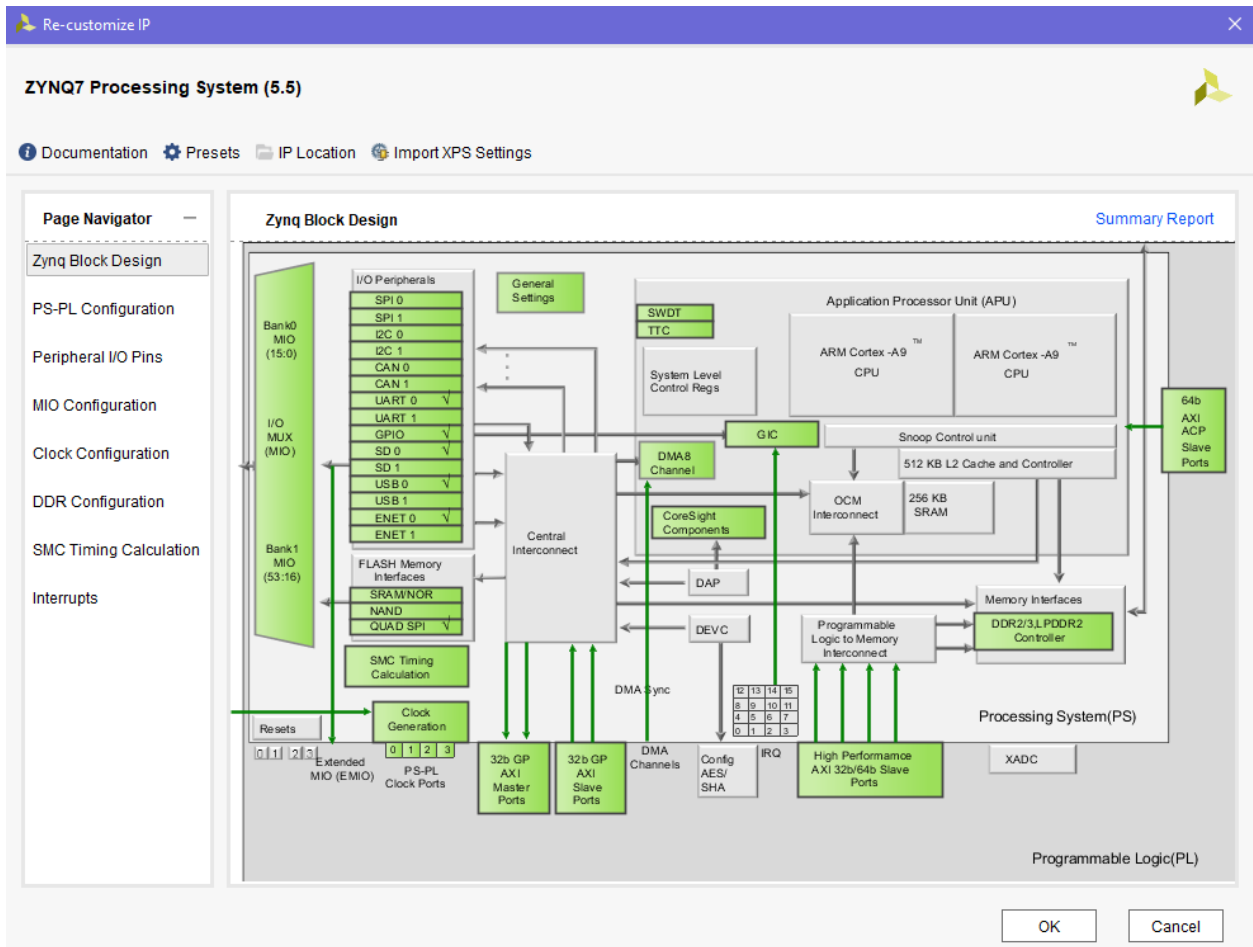 Re-customize IP
ZYNQ7 Processing System (5.5)
Documentation Presets IP Location Import XPS Settings
Page Navigator
Zynq Block Design
PS-PL Configuration
Peripheral I/O Pins
MIO Configuration
Clock Configuration
DDR Configuration
SMC Timing Calculation
Interrupts
Zynq Block Design
Summary Report
Bank0
MIO
(15:0)
I/O
MUX
(MIO)
Bank1
MIO
(53:16)
I/O Peripherals
SPI 0
SPI 1
I2C 0
I2C 1
CAN 0
CAN 1
UART 0 √
UART 1
GPIO √
SD 0 √
SD 1
USB 0 √
USB 1
ENET 0 √
ENET 1
FLASH Memory
Interfaces
SRAM/NOR
NAND
QUAD SPI √
SMC Timing
Calculation
General
Settings
Application Processor Unit (APU)
SWDT
TTC
System Level
Control Regs
ARM Cortex -A9 ™
CPU
ARM Cortex -A9 ™
CPU
GIC
Snoop Control unit
512 KB L2 Cache and Controller
DMA8
Channel
OCM
Interconnect
256 KB
SRAM
CoreSight
Components
Central
Interconnect
DAP
DEVC
Programmable
Logic to Memory
Interconnect
Memory Interfaces
DDR2/3,LPDDR2
Controller
64b
AXI
ACP
Slave
Ports
DMA Sync
12 13 14 15
8 9 10 11
4 5 6 7
0 1 2 3
IRQ
Processing System(PS)
Resets
0 1 2 3
Clock
Generation
0 1 2 3
Extended
MIO (EMIO)
PS-PL
Clock Ports
32b GP
AXI
Master
Ports
32b GP
AXI
Slave
Ports
DMA
Channels
Config
AES/
SHA
High Performamce
AXI 32b/64b Slave
Ports
XADC
Programmable Logic(PL)
OK
Cancel